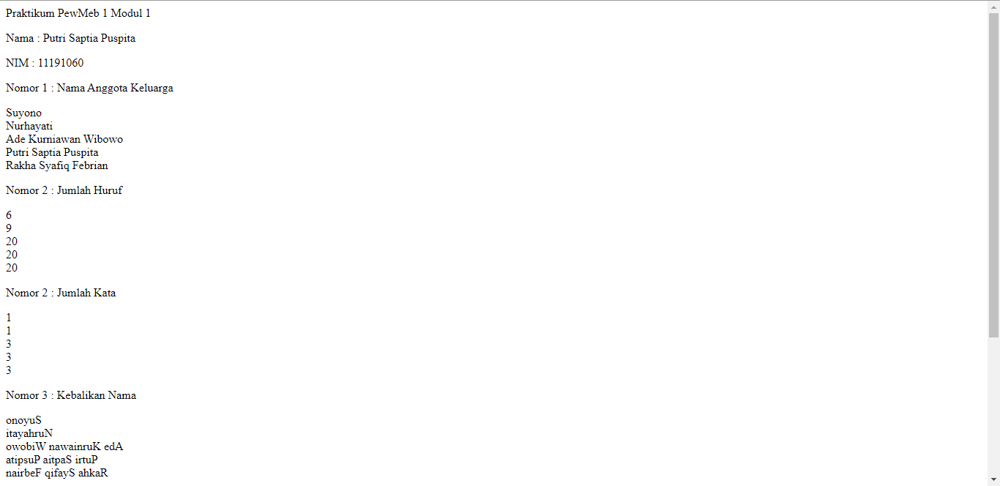 Praktikum PewMeb 1 Modul 1
Nama : Putri Saptia Puspita
NIM : 11191060
Nomor 1 : Nama Anggota Keluarga
Suyono
Nurhayati
Ade Kurniawan Wibowo
Putri Saptia Puspita
Rakha Syafiq Febrian
Nomor 2 : Jumlah Huruf
6
9
20
20
20
Nomor 2 : Jumlah Kata
1
1
3
3
3
Nomor 3 : Kebalikan Nama
onoyuS
itayahruN
owobiW nawainruK edA
atipsuP aitpaS irtuP
nairbeF qifayS ahkaR